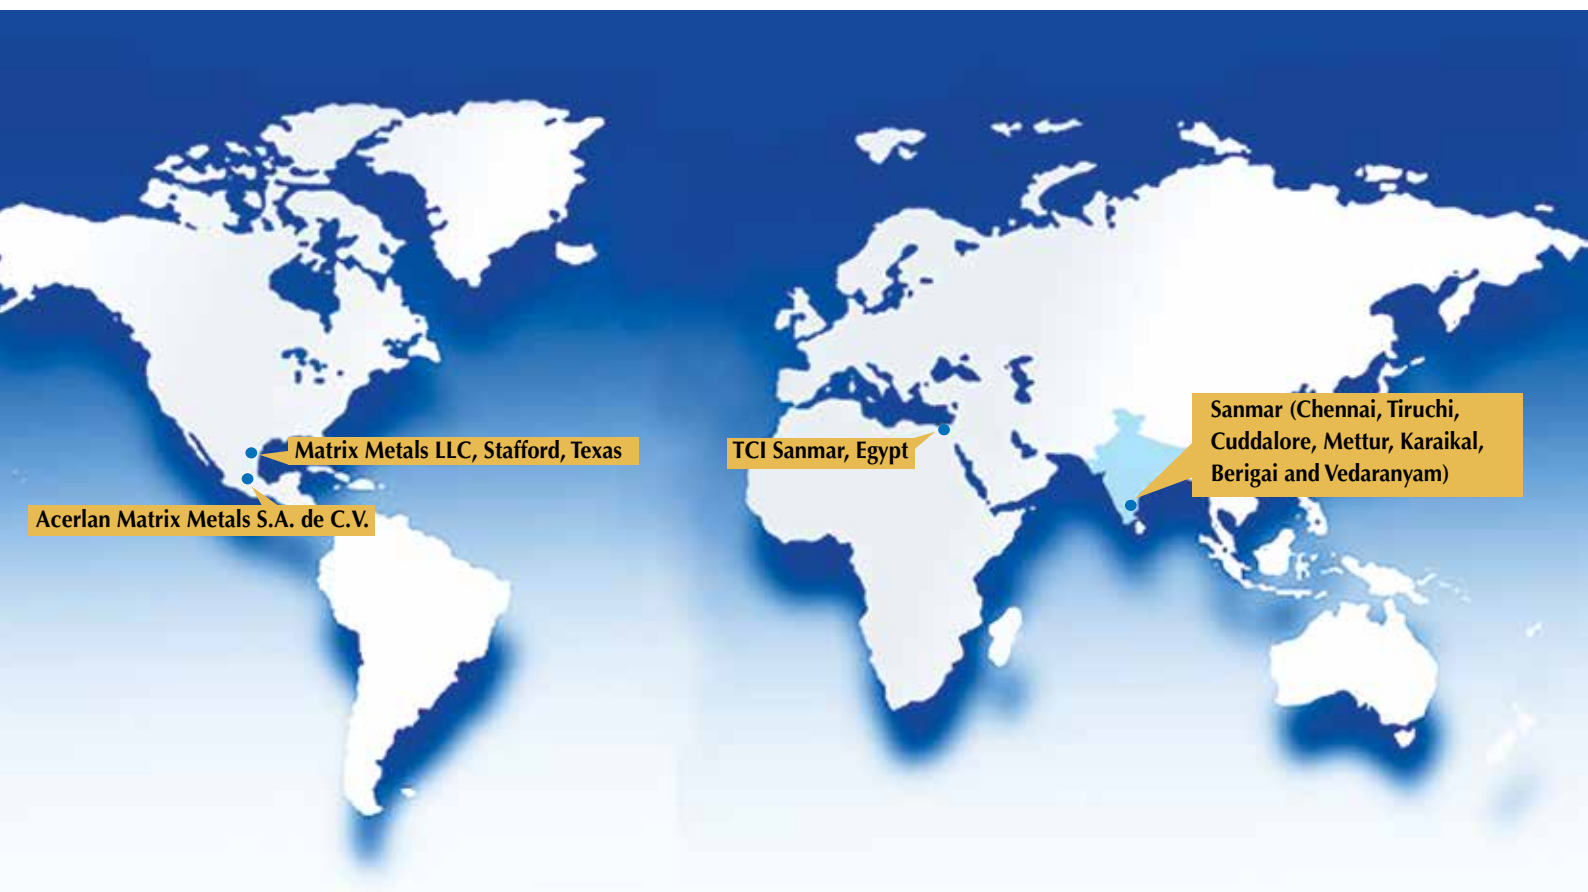 Matrix Metals LLC, Stafford, Texas
Acerlan Matrix Metals S.A. de C.V.
TCI Sanmar, Egypt
Sanmar (Chennai, Tiruchi,
Cuddalore, Mettur, Karaikal,
Berigai and Vedaranyam)